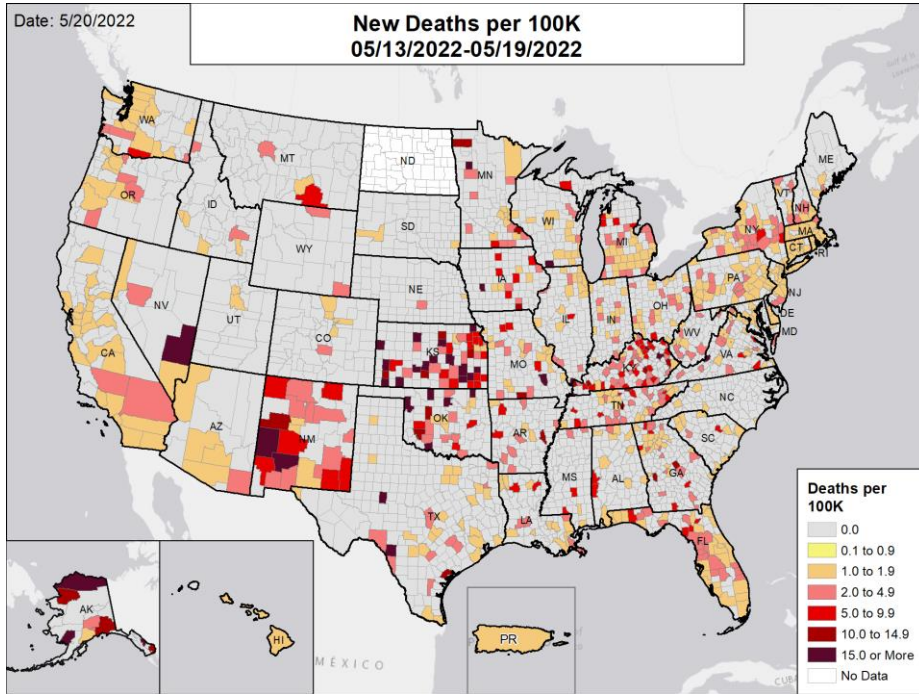 Date: 5/20/2022
New Deaths per 100K
05/13/2022-05/19/2022
WA
MT
ND
MN
ME
OR
ID
WY
SD
WI
MI
NY
VT
NH
MA
CT
RI
NV
UT
CO
NE
IA
IL
IN
OH
PA
NJ
DE
MD
CA
KS
MO
KY
WV
VA
AZ
NM
OK
AR
TN
NC
SC
TX
LA
MS
AL
GA
FL
AK
HI
PR
MÉXICO
Deaths per
100K
0.0
0.1 to 0.9
1.0 to 1.9
2.0 to 4.9
5.0 to 9.9
10.0 to 14.9
15.0 or More
No Data